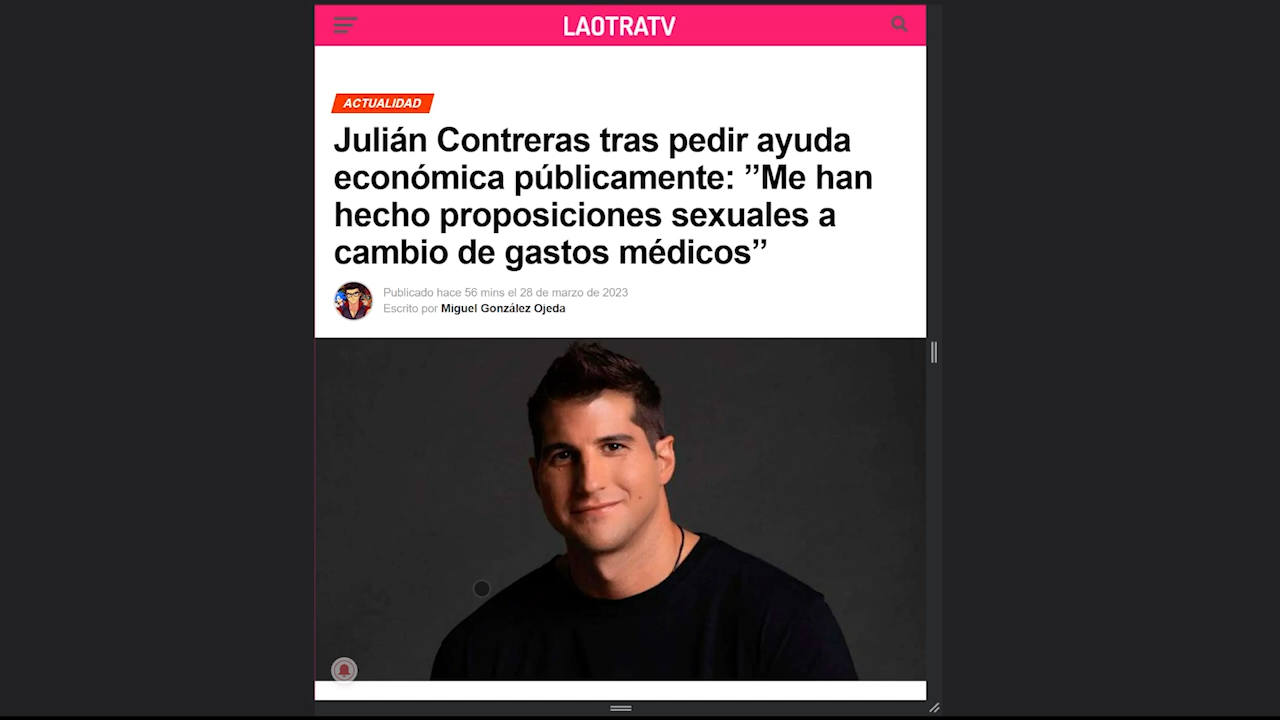 LAOTRATV
ACTUALIDAD
Julián Contreras tras pedir ayuda
económica públicamente: ”Me han
hecho proposiciones sexuales a
cambio de gastos médicos”
Publicado hace 56 mins el 28 de marzo de 2023
Escrito por Miguel González Ojeda